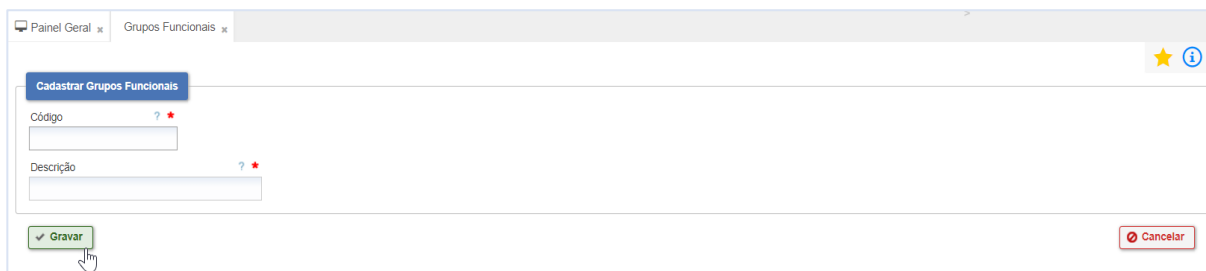 Painel Geral x Grupos Funcionais x >
Cadastrar Grupos Funcionais
Código ? *
Descrição ? *
Gravar Cancelar